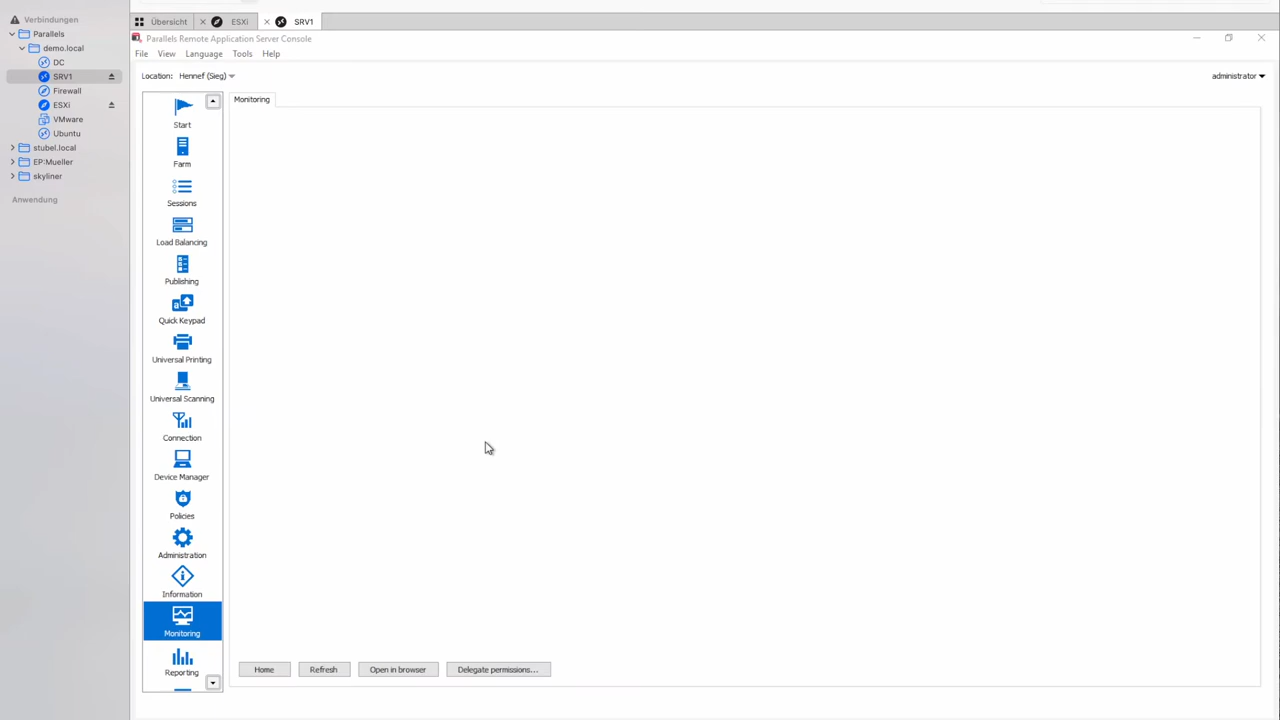 Verbindungen
Parallels
demo.local
DC
SRV1
Firewall
ESXi
VMware
Ubuntu
stubel.local
EP:Mueller
skyliner
Anwendung
Übersicht
ESXi
SRV1
Parallels Remote Application Server Console
File View Language Tools Help
Location: Hennef (Sieg)
administrator
Start
Farm
Sessions
Load Balancing
Publishing
Quick Keypad
Universal Printing
Universal Scanning
Connection
Device Manager
Policies
Administration
Information
Monitoring
Reporting
Monitoring
Home Refresh Open in browser Delegate permissions...